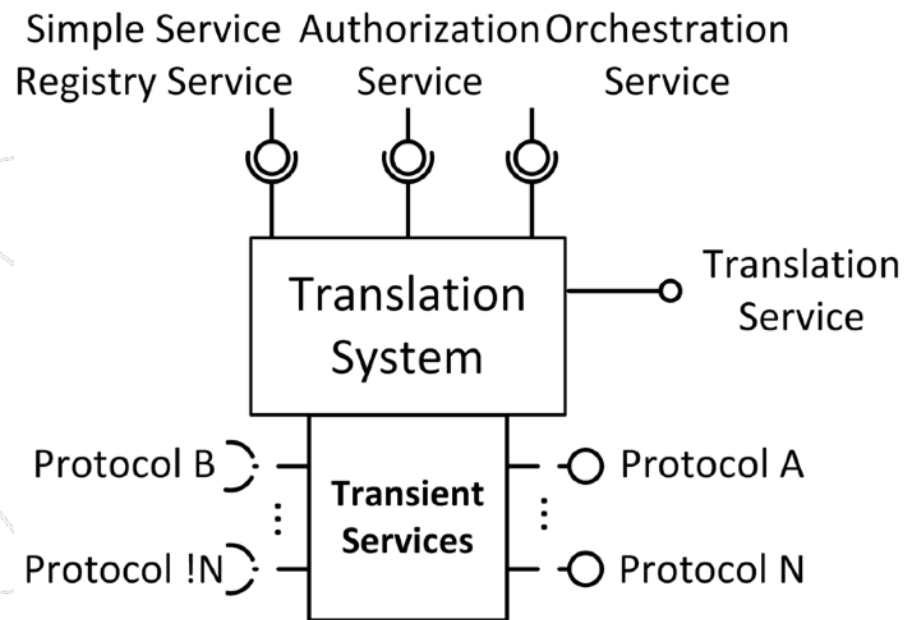 Simple Service Authorization Orchestration
Registry Service Service Service
Translation
System
Translation
Service
Protocol B
Transient
Services
Protocol A
Protocol !N
Protocol N